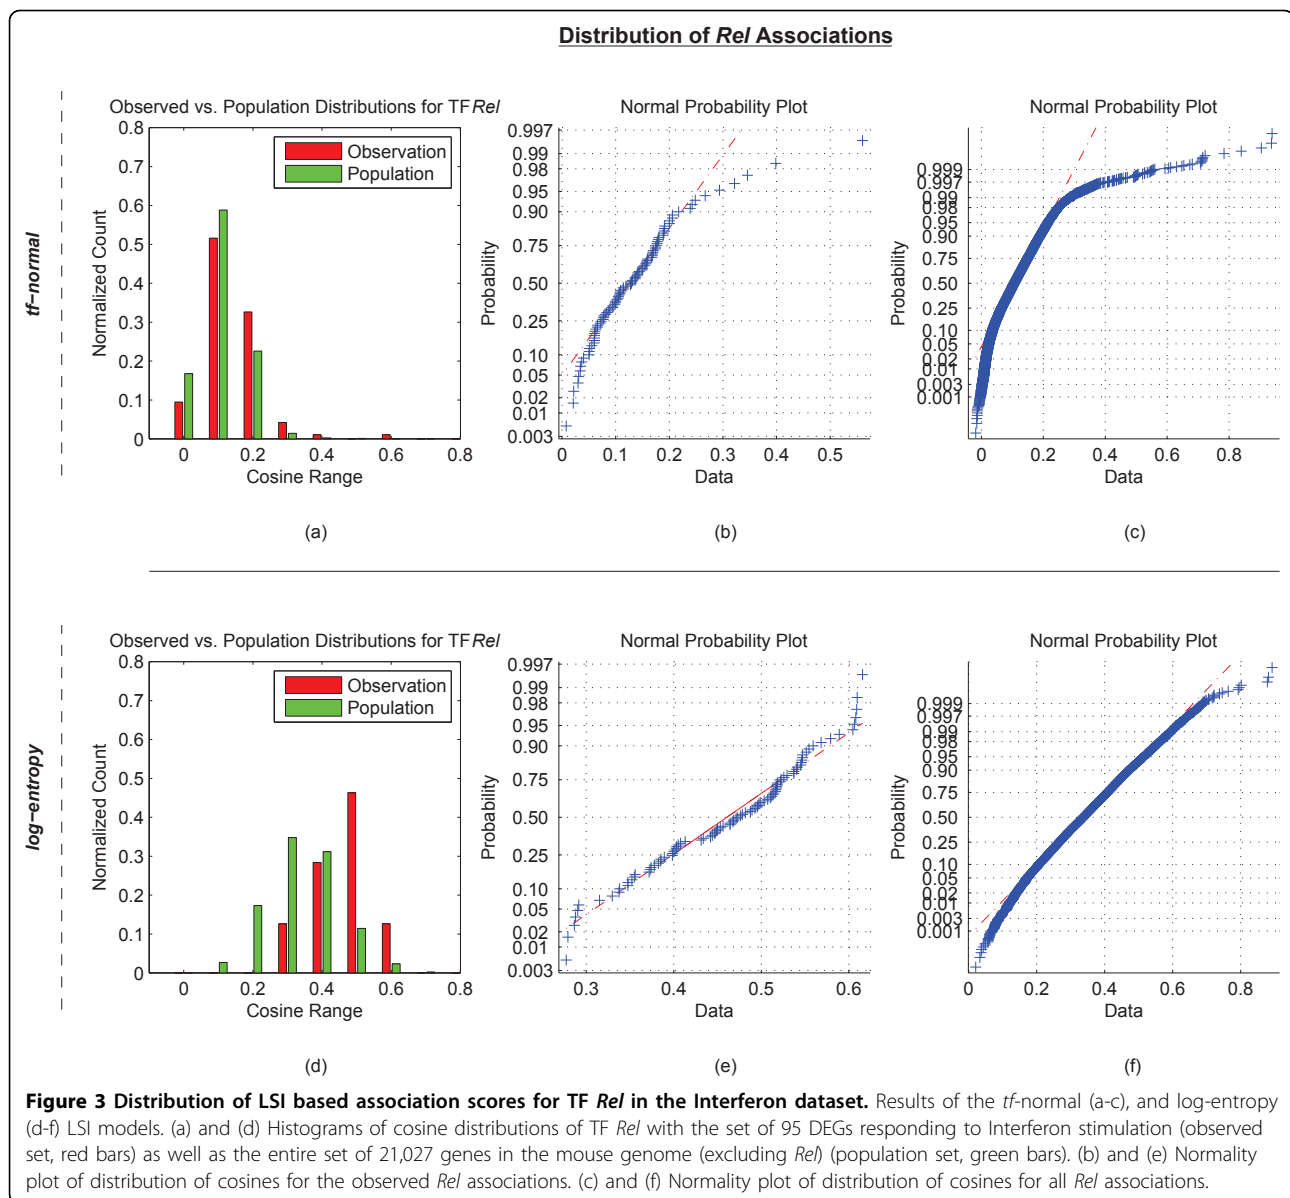 Distribution of Rel Associations
tf-normal
Observed vs. Population Distributions for TF Rel
Normalized Count
0.8
0.7
0.6
0.5
0.4
0.3
0.2
0.1
0
Observation
Population
0 0.2 0.4 0.6 0.8
Cosine Range
(a)
Normal Probability Plot
Probability
0.997
0.99
0.98
0.95
0.90
0.75
0.50
0.25
0.10
0.05
0.02
0.01
0.003
0 0.1 0.2 0.3 0.4 0.5
Data
(b)
Normal Probability Plot
Probability
0.999
0.997
0.99
0.98
0.95
0.90
0.75
0.50
0.25
0.10
0.05
0.02
0.01
0.003
0.001
0 0.2 0.4 0.6 0.8
Data
(c)
log-entropy
Observed vs. Population Distributions for TF Rel
Normalized Count
0.8
0.7
0.6
0.5
0.4
0.3
0.2
0.1
0
Observation
Population
0 0.2 0.4 0.6 0.8
Cosine Range
(d)
Normal Probability Plot
Probability
0.997
0.99
0.98
0.95
0.90
0.75
0.50
0.25
0.10
0.05
0.02
0.01
0.003
0.3 0.4 0.5 0.6
Data
(e)
Normal Probability Plot
Probability
0.999
0.997
0.99
0.98
0.95
0.90
0.75
0.50
0.25
0.10
0.05
0.02
0.01
0.003
0.001
0 0.2 0.4 0.6 0.8
Data
(f)
Figure 3 Distribution of LSI based association scores for TF Rel in the Interferon dataset. Results of the tf-normal (a-c), and log-entropy
(d-f) LSI models. (a) and (d) Histograms of cosine distributions of TF Rel with the set of 95 DEGs responding to Interferon stimulation (observed
set, red bars) as well as the entire set of 21,027 genes in the mouse genome (excluding Rel) (population set, green bars). (b) and (e) Normality
plot of distribution of cosines for the observed Rel associations. (c) and (f) Normality plot of distribution of cosines for all Rel associations.